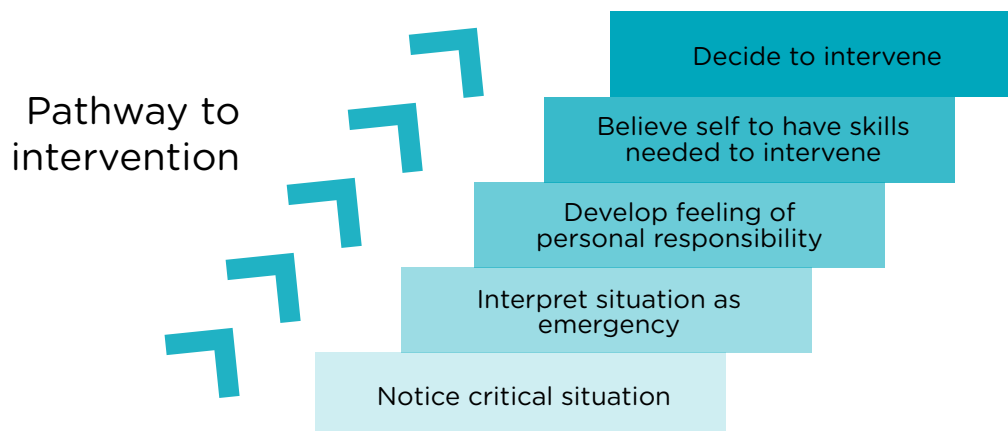 Pathway to
intervention
Decide to intervene
Believe self to have skills
needed to intervene
Develop feeling of
personal responsibility
Interpret situation as
emergency
Notice critical situation